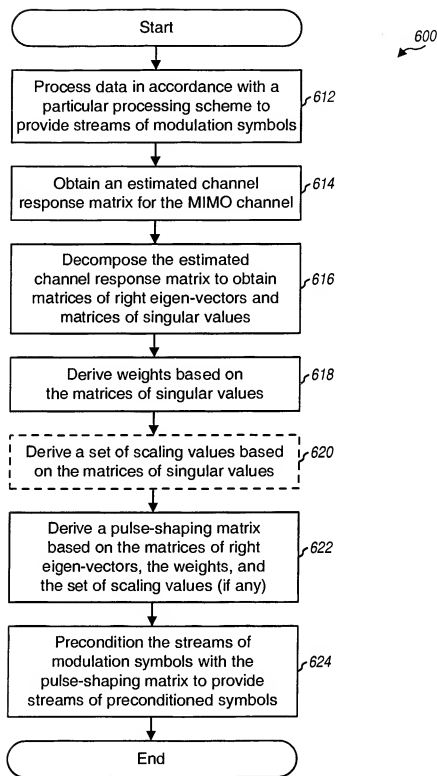 Start
600
Process data in accordance with a
particular processing scheme to
provide streams of modulation symbols
612
Obtain an estimated channel
response matrix for the MIMO channel
614
Decompose the estimated
channel response matrix to obtain
matrices of right eigen-vectors and
matrices of singular values
616
Derive weights based on
the matrices of singular values
618
Derive a set of scaling values based
on the matrices of singular values
620
Derive a pulse-shaping matrix
based on the matrices of right
eigen-vectors, the weights, and
the set of scaling values (if any)
622
Precondition the streams of
modulation symbols with the
pulse-shaping matrix to provide
streams of preconditioned symbols
624
End